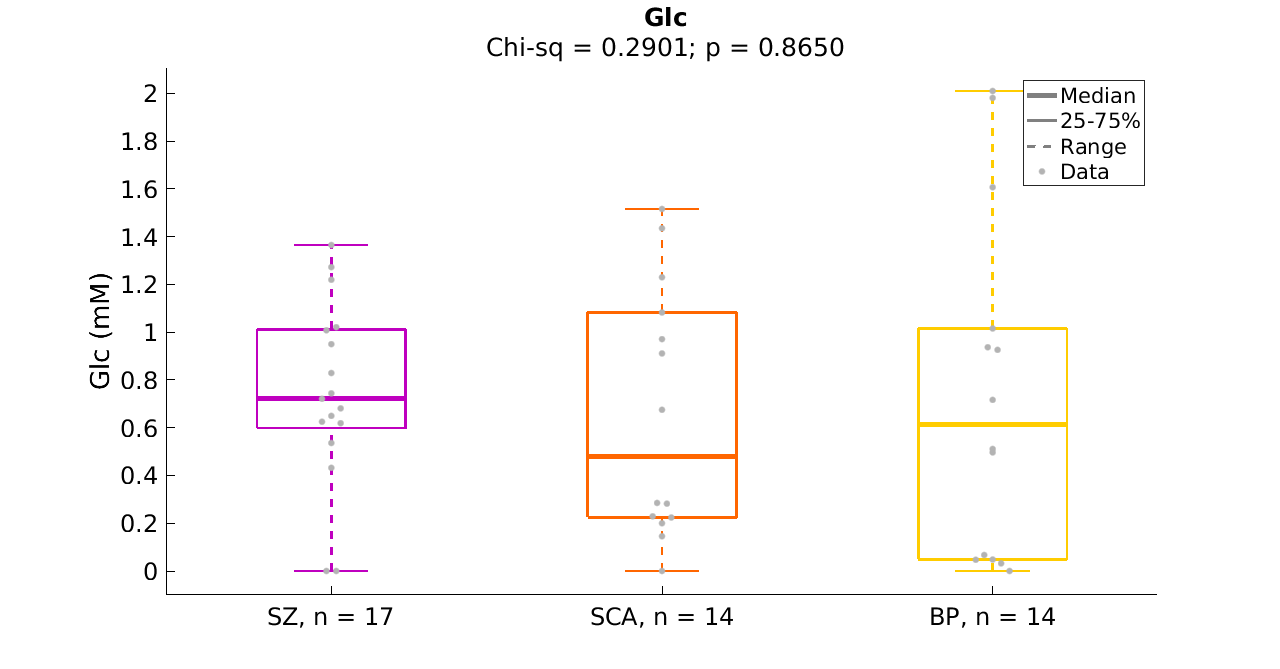 Glc
Chi-sq = 0.2901; p = 0.8650
Glc (mM)
2
1.8
1.6
1.4
1.2
1
0.8
0.6
0.4
0.2
0
Median
25-75%
Range
Data
SZ, n = 17
SCA, n = 14
BP, n = 14